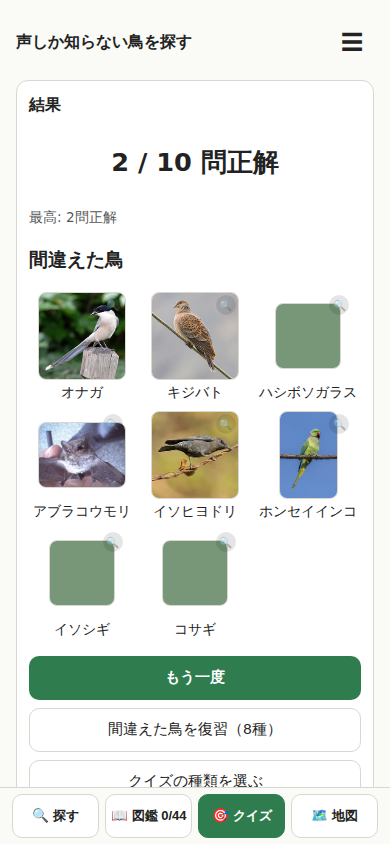 声しか知らない鳥を探す
☰
結果
2 / 10 問正解
最高: 2問正解
間違えた鳥
オナガ
キジバト
ハシボソガラス
アブラコウモリ
イソヒヨドリ
ホンセイインコ
イソシギ
コサギ
もう一度
間違えた鳥を復習（8種）
クイズの種類を選ぶ
🔍 探す
📖 図鑑 0/44
🎯 クイズ
🗺️ 地図